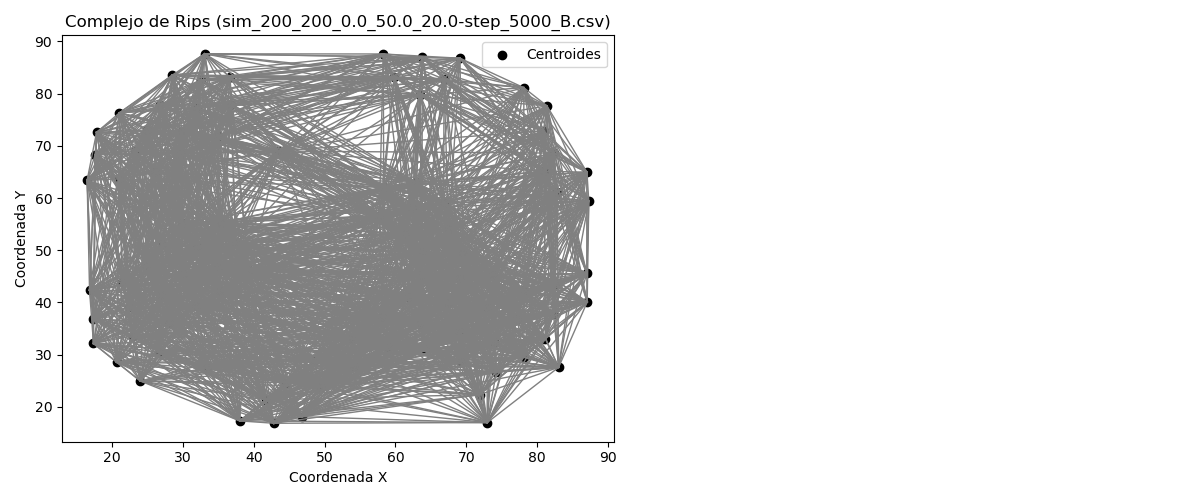 Complejo de Rips (sim_200_200_0.0_50.0_20.0-step_5000_B.csv)
Centroides
90
80
70
60
50
40
30
20
Coordenada Y
20 30 40 50 60 70 80 90
Coordenada X